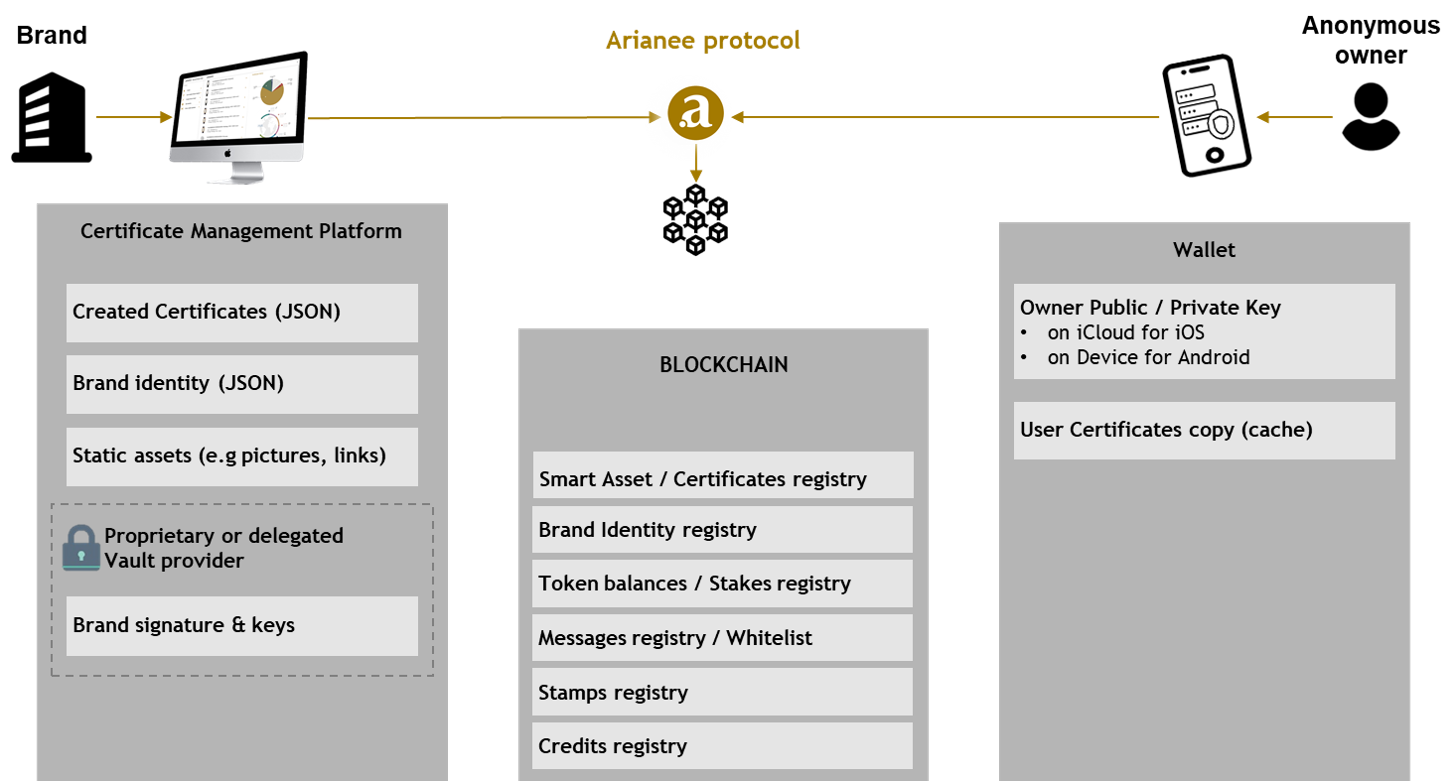 Brand
Arianee protocol
Anonymous
owner
.a
Certificate Management Platform
Created Certificates (JSON)
Brand identity (JSON)
Static assets (e.g pictures, links)
Proprietary or delegated
Vault provider
Brand signature & keys
BLOCKCHAIN
Smart Asset / Certificates registry
Brand Identity registry
Token balances / Stakes registry
Messages registry / Whitelist
Stamps registry
Credits registry
Wallet
Owner Public / Private Key
• on iCloud for iOS
• on Device for Android
User Certificates copy (cache)